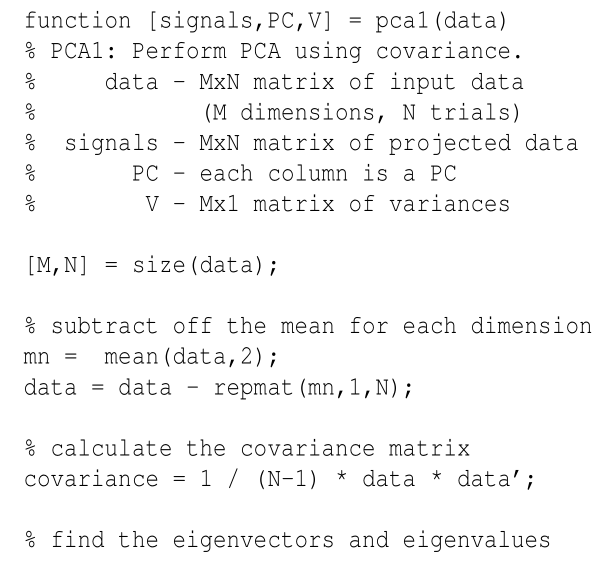 function [signals,PC,V] = pca1(data)
% PCA1: Perform PCA using covariance.
%     data - MxN matrix of input data
%            (M dimensions, N trials)
%  signals - MxN matrix of projected data
%       PC - each column is a PC
%        V - Mx1 matrix of variances

[M,N] = size(data);

% subtract off the mean for each dimension
mn =  mean(data,2);
data = data - repmat(mn,1,N);

% calculate the covariance matrix
covariance = 1 / (N-1) * data * data’;

% find the eigenvectors and eigenvalues